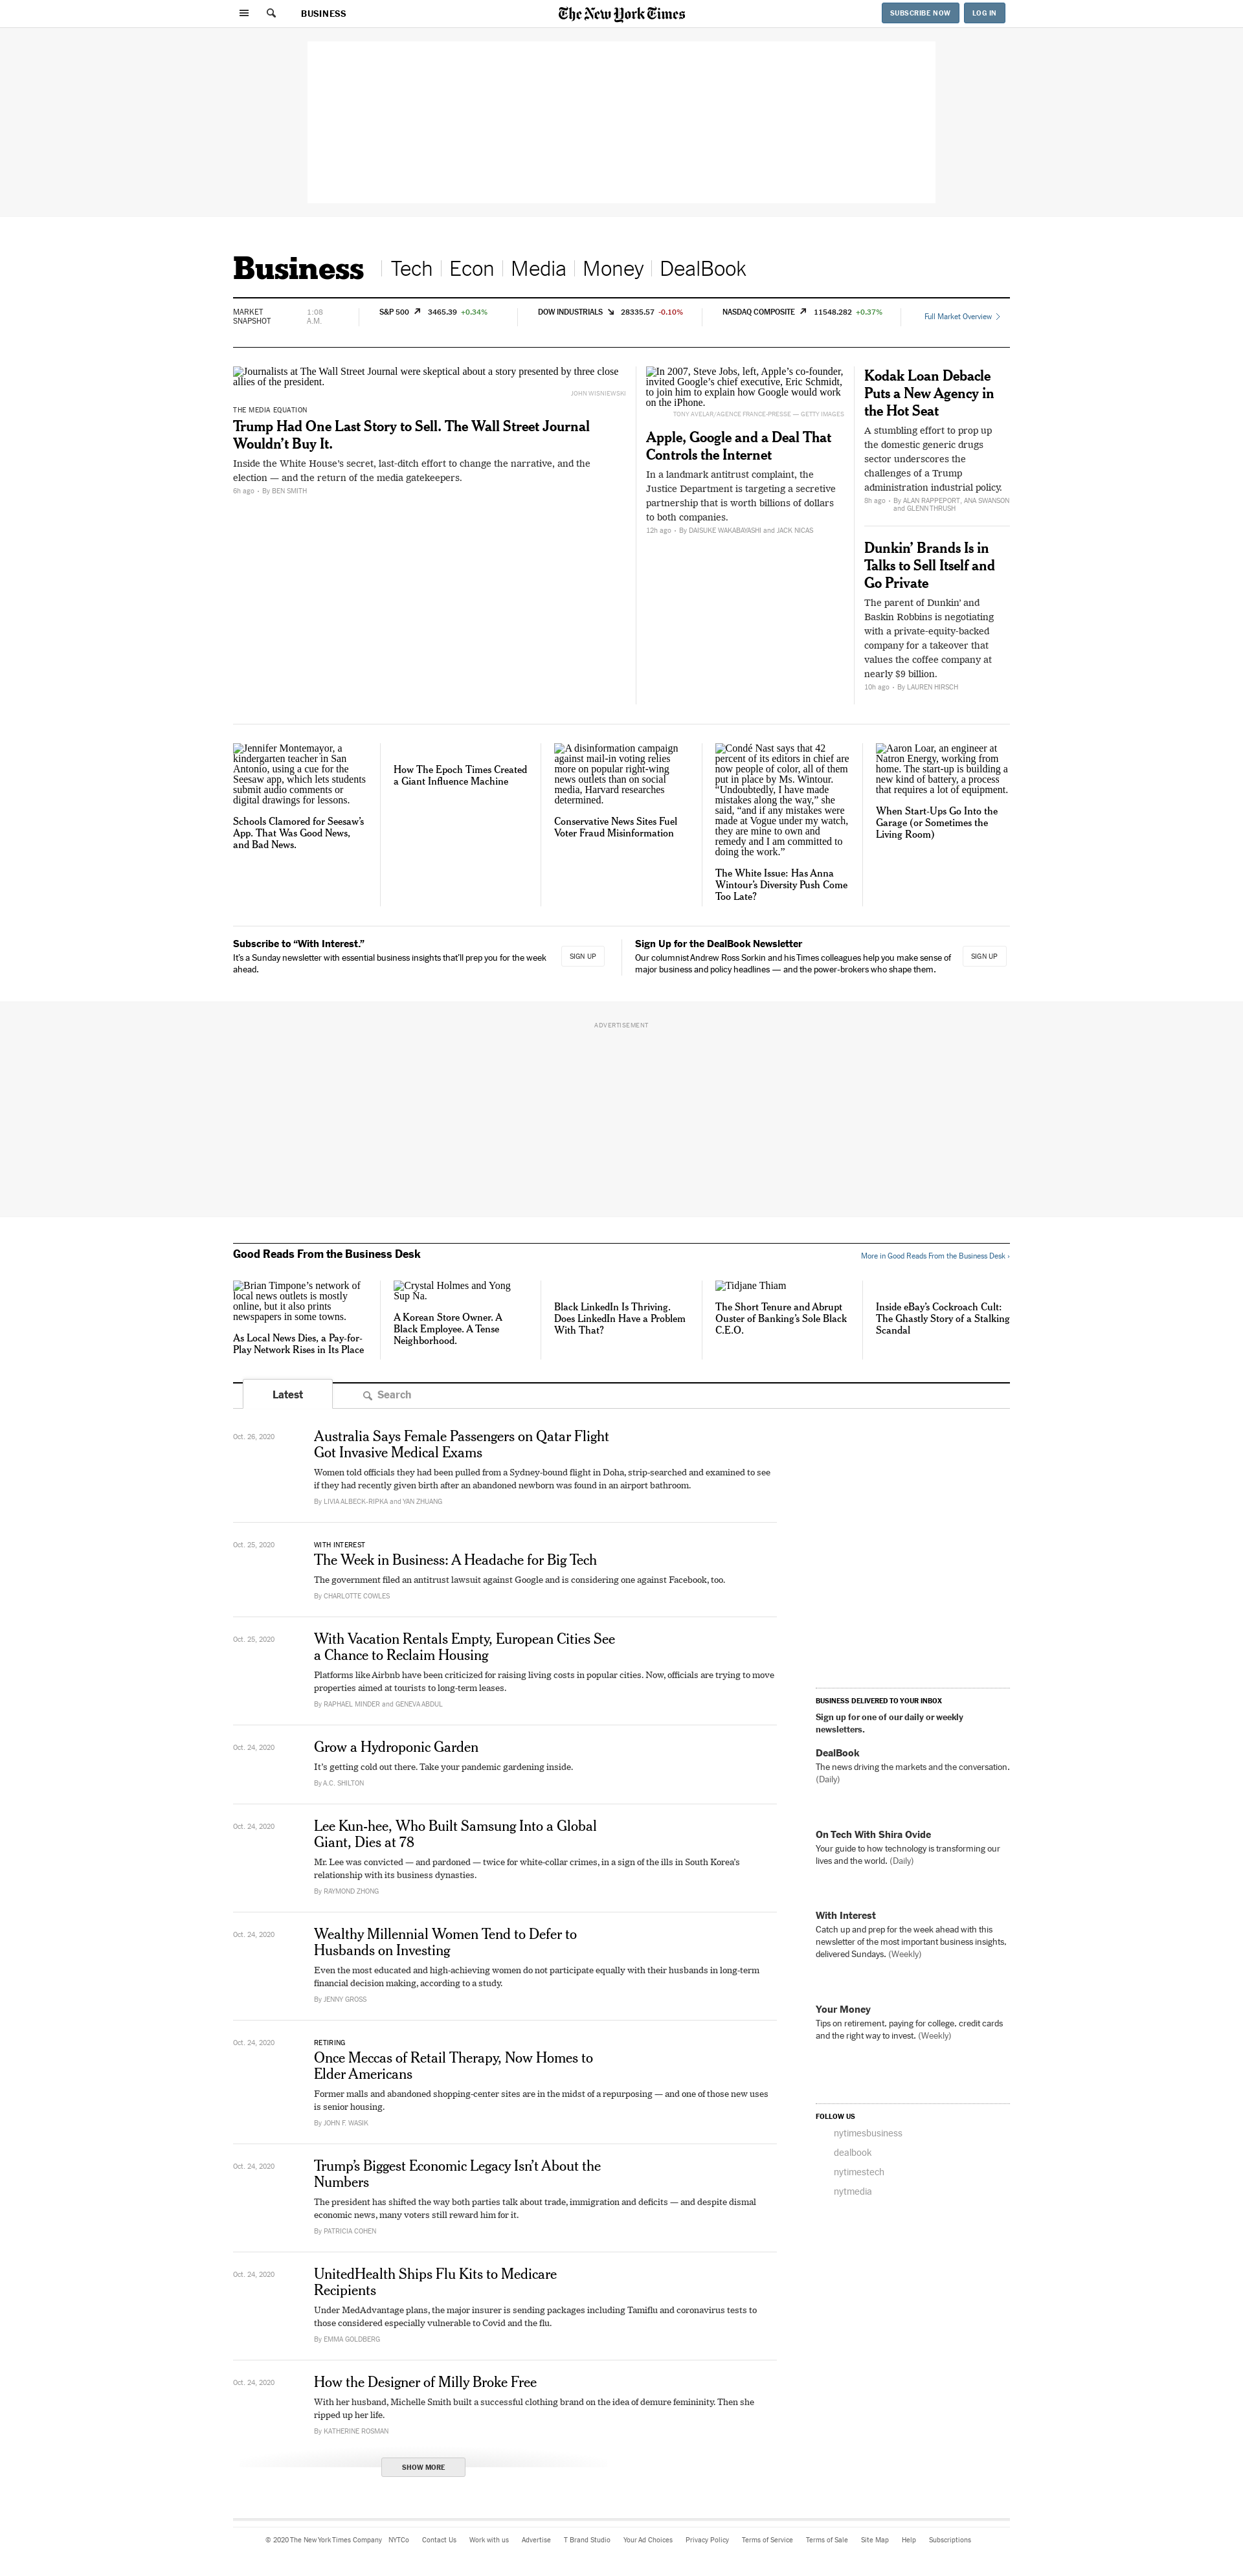 BUSINESS
The New York Times
SUBSCRIBE NOW
LOG IN
Business
Tech
Econ
Media
Money
DealBook
MARKET
SNAPSHOT
1:08
A.M.
S&P 500 3465.39 +0.34%
DOW INDUSTRIALS 28335.57 -0.10%
NASDAQ COMPOSITE 11548.282 +0.37%
Full Market Overview
Journalists at The Wall Street Journal were skeptical about a story presented by three close
allies of the president.
JOHN WISNIEWSKI
THE MEDIA EQUATION
Trump Had One Last Story to Sell. The Wall Street Journal
Wouldn’t Buy It.
Inside the White House’s secret, last-ditch effort to change the narrative, and the
election — and the return of the media gatekeepers.
6h ago · By BEN SMITH
In 2007, Steve Jobs, left, Apple’s co-founder,
invited Google’s chief executive, Eric Schmidt,
to join him to explain how Google would work
on the iPhone.
TONY AVELAR/AGENCE FRANCE-PRESSE — GETTY IMAGES
Apple, Google and a Deal That
Controls the Internet
In a landmark antitrust complaint, the
Justice Department is targeting a secretive
partnership that is worth billions of dollars
to both companies.
12h ago · By DAISUKE WAKABAYASHI and JACK NICAS
Kodak Loan Debacle
Puts a New Agency in
the Hot Seat
A stumbling effort to prop up
the domestic generic drugs
sector underscores the
challenges of a Trump
administration industrial policy.
8h ago · By ALAN RAPPEPORT, ANA SWANSON
and GLENN THRUSH
Dunkin’ Brands Is in
Talks to Sell Itself and
Go Private
The parent of Dunkin’ and
Baskin Robbins is negotiating
with a private-equity-backed
company for a takeover that
values the coffee company at
nearly $9 billion.
10h ago · By LAUREN HIRSCH
Jennifer Montemayor, a
kindergarten teacher in San
Antonio, using a cue for the
Seesaw app, which lets students
submit audio comments or
digital drawings for lessons.
Schools Clamored for Seesaw’s
App. That Was Good News,
and Bad News.
How The Epoch Times Created
a Giant Influence Machine
A disinformation campaign
against mail-in voting relies
more on popular right-wing
news outlets than on social
media, Harvard researches
determined.
Conservative News Sites Fuel
Voter Fraud Misinformation
Condé Nast says that 42
percent of its editors in chief are
now people of color, all of them
put in place by Ms. Wintour.
“Undoubtedly, I have made
mistakes along the way,” she
said, “and if any mistakes were
made at Vogue under my watch,
they are mine to own and
remedy and I am committed to
doing the work.”
The White Issue: Has Anna
Wintour’s Diversity Push Come
Too Late?
Aaron Loar, an engineer at
Natron Energy, working from
home. The start-up is building a
new kind of battery, a process
that requires a lot of equipment.
When Start-Ups Go Into the
Garage (or Sometimes the
Living Room)
Subscribe to “With Interest.”
It’s a Sunday newsletter with essential business insights that’ll prep you for the week
ahead.
SIGN UP
Sign Up for the DealBook Newsletter
Our columnist Andrew Ross Sorkin and his Times colleagues help you make sense of
major business and policy headlines — and the power-brokers who shape them.
SIGN UP
ADVERTISEMENT
Good Reads From the Business Desk
More in Good Reads From the Business Desk ›
Brian Timpone’s network of
local news outlets is mostly
online, but it also prints
newspapers in some towns.
As Local News Dies, a Pay-for-
Play Network Rises in Its Place
Crystal Holmes and Yong
Sup Na.
A Korean Store Owner. A
Black Employee. A Tense
Neighborhood.
Black LinkedIn Is Thriving.
Does LinkedIn Have a Problem
With That?
Tidjane Thiam
The Short Tenure and Abrupt
Ouster of Banking’s Sole Black
C.E.O.
Inside eBay’s Cockroach Cult:
The Ghastly Story of a Stalking
Scandal
Latest
Search
Oct. 26, 2020
Australia Says Female Passengers on Qatar Flight
Got Invasive Medical Exams
Women told officials they had been pulled from a Sydney-bound flight in Doha, strip-searched and examined to see
if they had recently given birth after an abandoned newborn was found in an airport bathroom.
By LIVIA ALBECK-RIPKA and YAN ZHUANG
Oct. 25, 2020
WITH INTEREST
The Week in Business: A Headache for Big Tech
The government filed an antitrust lawsuit against Google and is considering one against Facebook, too.
By CHARLOTTE COWLES
Oct. 25, 2020
With Vacation Rentals Empty, European Cities See
a Chance to Reclaim Housing
Platforms like Airbnb have been criticized for raising living costs in popular cities. Now, officials are trying to move
properties aimed at tourists to long-term leases.
By RAPHAEL MINDER and GENEVA ABDUL
Oct. 24, 2020
Grow a Hydroponic Garden
It’s getting cold out there. Take your pandemic gardening inside.
By A.C. SHILTON
Oct. 24, 2020
Lee Kun-hee, Who Built Samsung Into a Global
Giant, Dies at 78
Mr. Lee was convicted — and pardoned — twice for white-collar crimes, in a sign of the ills in South Korea’s
relationship with its business dynasties.
By RAYMOND ZHONG
Oct. 24, 2020
Wealthy Millennial Women Tend to Defer to
Husbands on Investing
Even the most educated and high-achieving women do not participate equally with their husbands in long-term
financial decision making, according to a study.
By JENNY GROSS
Oct. 24, 2020
RETIRING
Once Meccas of Retail Therapy, Now Homes to
Elder Americans
Former malls and abandoned shopping-center sites are in the midst of a repurposing — and one of those new uses
is senior housing.
By JOHN F. WASIK
Oct. 24, 2020
Trump’s Biggest Economic Legacy Isn’t About the
Numbers
The president has shifted the way both parties talk about trade, immigration and deficits — and despite dismal
economic news, many voters still reward him for it.
By PATRICIA COHEN
Oct. 24, 2020
UnitedHealth Ships Flu Kits to Medicare
Recipients
Under MedAdvantage plans, the major insurer is sending packages including Tamiflu and coronavirus tests to
those considered especially vulnerable to Covid and the flu.
By EMMA GOLDBERG
Oct. 24, 2020
How the Designer of Milly Broke Free
With her husband, Michelle Smith built a successful clothing brand on the idea of demure femininity. Then she
ripped up her life.
By KATHERINE ROSMAN
SHOW MORE
BUSINESS DELIVERED TO YOUR INBOX
Sign up for one of our daily or weekly
newsletters.
DealBook
The news driving the markets and the conversation.
(Daily)
On Tech With Shira Ovide
Your guide to how technology is transforming our
lives and the world. (Daily)
With Interest
Catch up and prep for the week ahead with this
newsletter of the most important business insights,
delivered Sundays. (Weekly)
Your Money
Tips on retirement, paying for college, credit cards
and the right way to invest. (Weekly)
FOLLOW US
nytimesbusiness
dealbook
nytimestech
nytmedia
© 2020 The New York Times Company NYTCo Contact Us Work with us Advertise T Brand Studio Your Ad Choices Privacy Policy Terms of Service Terms of Sale Site Map Help Subscriptions